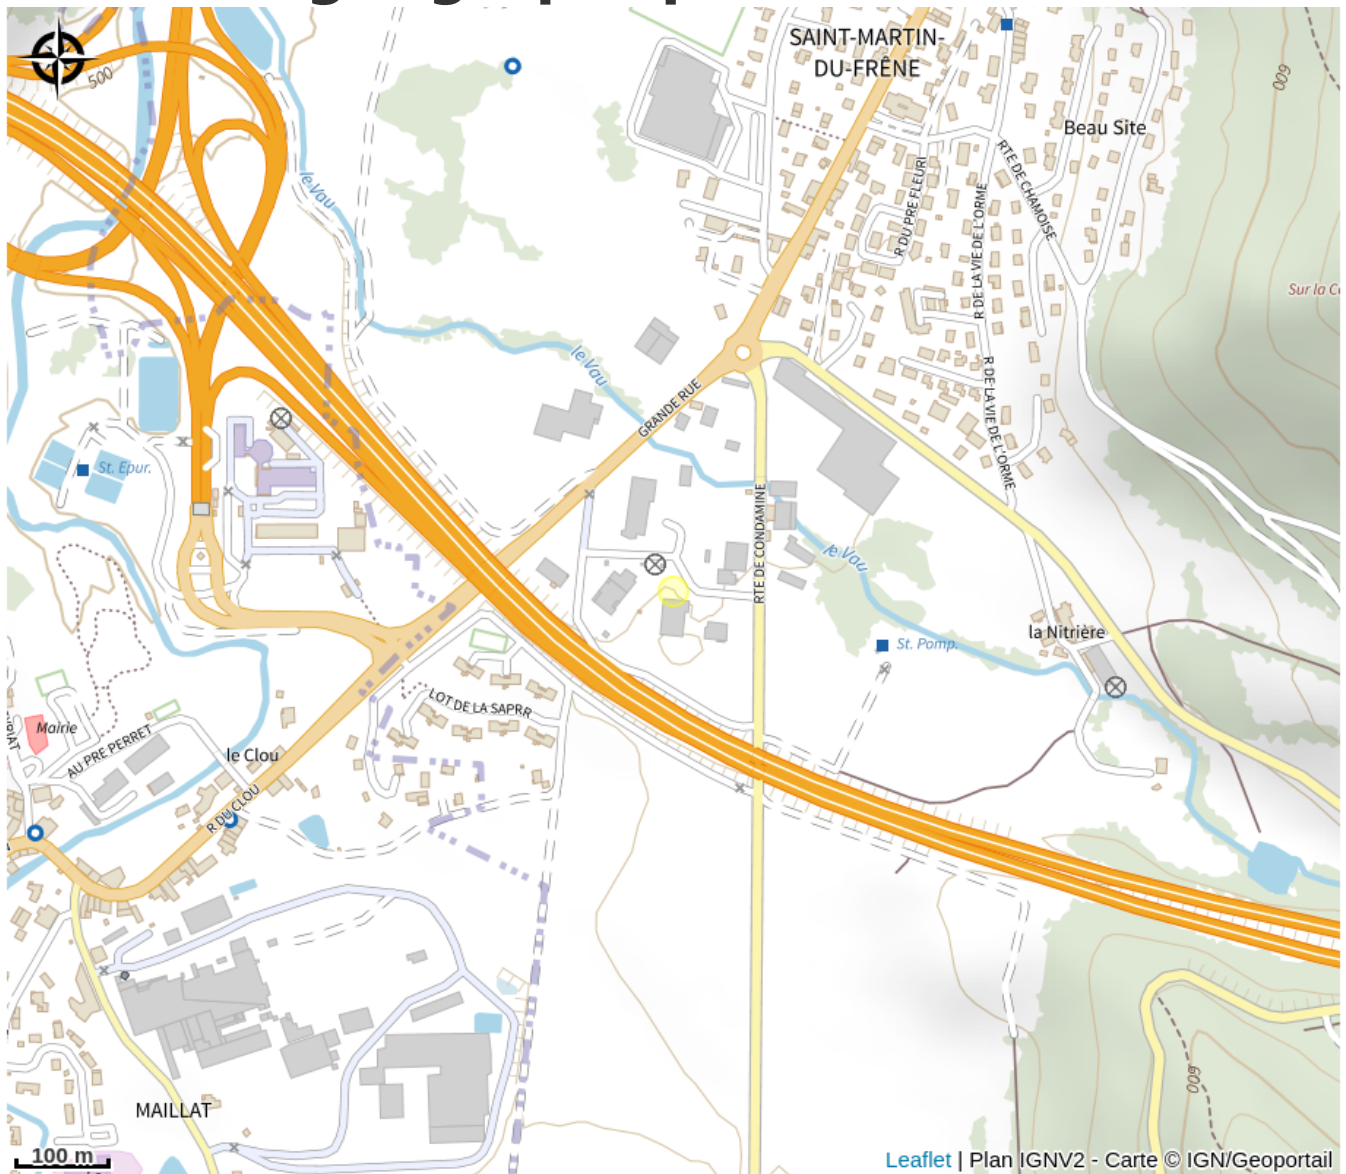 SAINT-MARTIN-
DU-FRÊNE
500
600
Beau Site
RTE DE CHAMOISE
R DU PRE FLEURI
R DE LA VIE DE L'ORME
le Vau
Sur la C
le Vau
GRANDE RUE
R DE LA VIE DE L'ORME
St. Epur.
RTE DE CONDAMINE
le Vau
la Nitrière
St. Pomp.
LOT DE LA SAPRR
Mairie
AU PRE PERRET
le Clou
R DU CLOU
600
MAILLAT
100 m
Leaflet | Plan IGNV2 - Carte © IGN/Geoportail